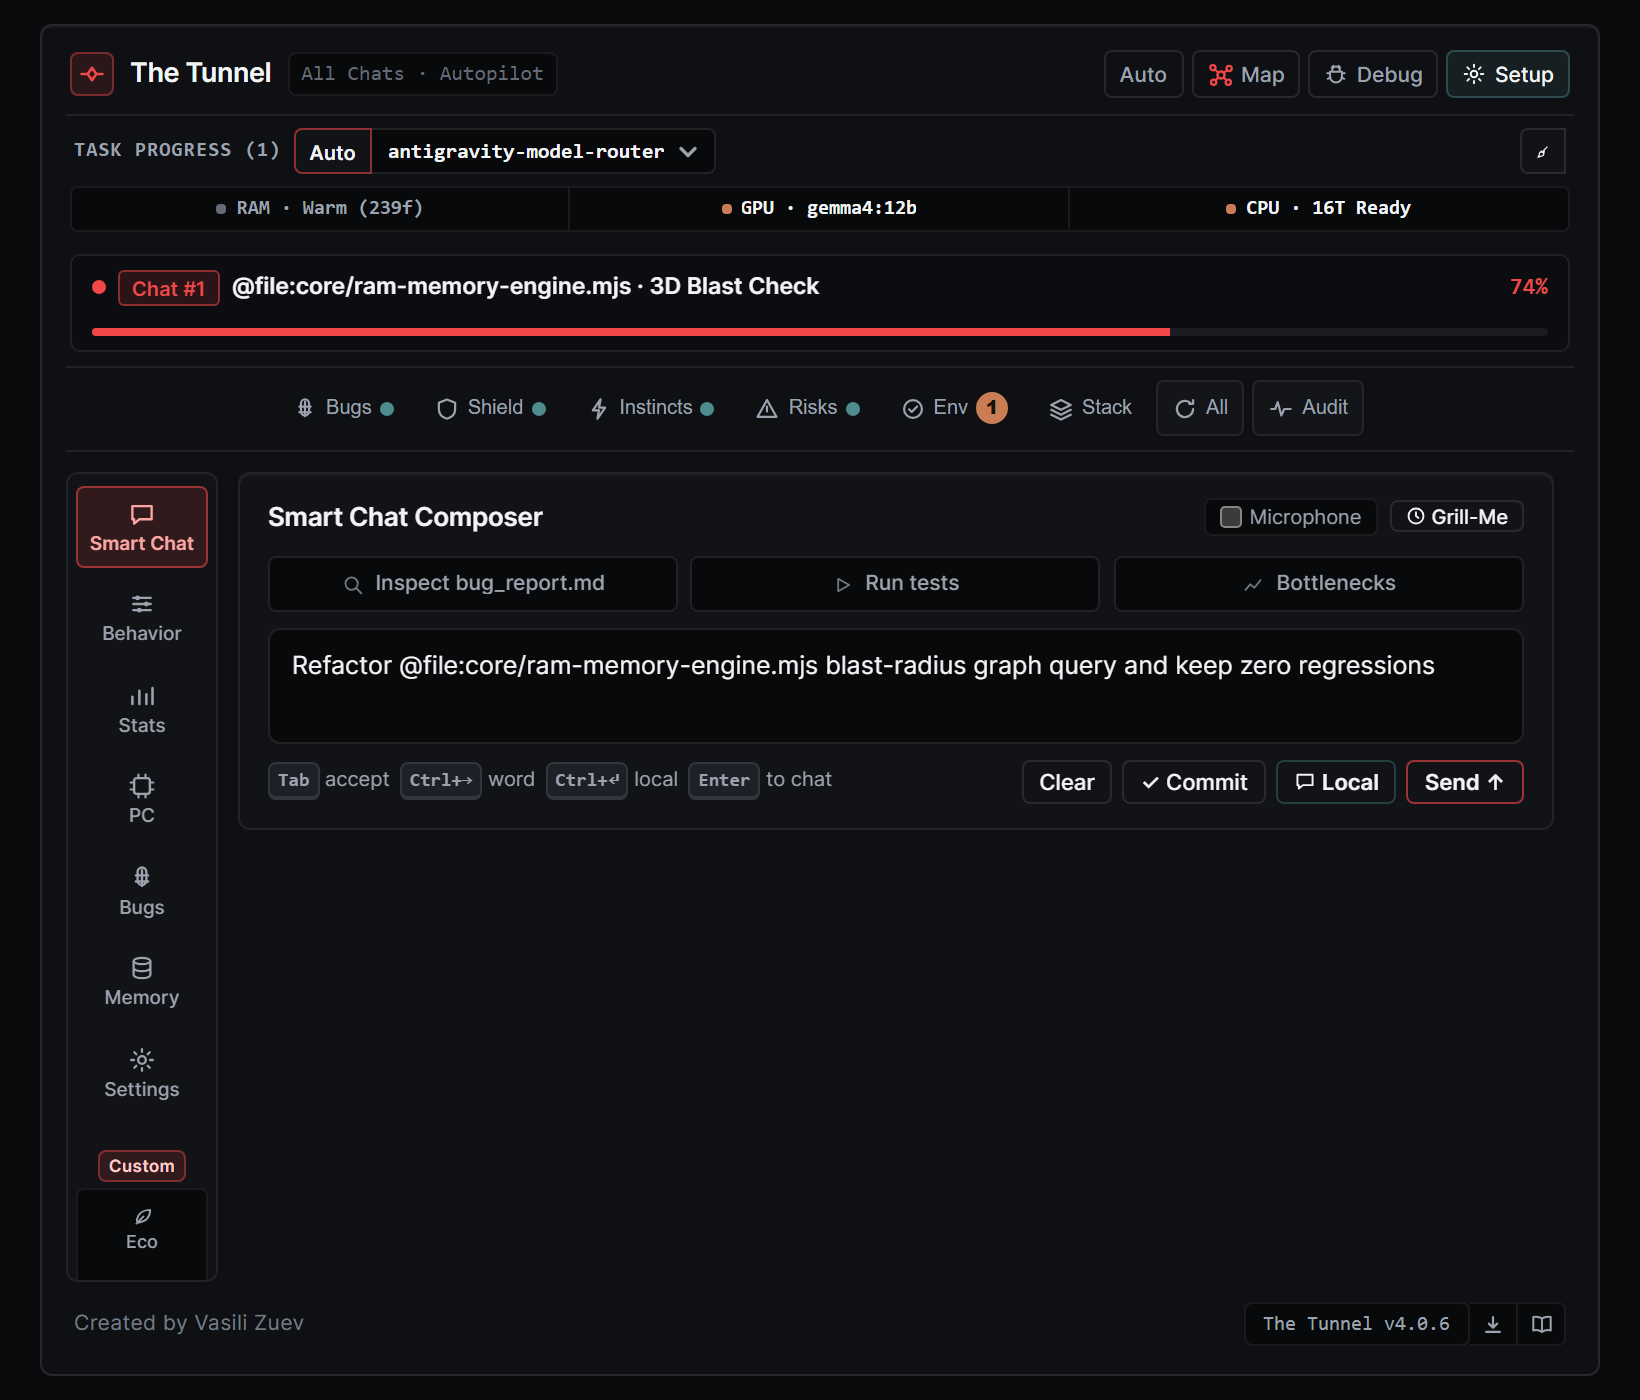 The Tunnel All Chats · Autopilot Auto Map Debug Setup
TASK PROGRESS (1) Auto antigravity-model-router
RAM · Warm (239f) GPU · gemma4:12b CPU · 16T Ready
Chat #1 @file:core/ram-memory-engine.mjs · 3D Blast Check 74%
Bugs Shield Instincts Risks Env 1 Stack All Audit
Smart Chat
Behavior
Stats
PC
Bugs
Memory
Settings
Custom
Eco
Smart Chat Composer Microphone Grill-Me
Inspect bug_report.md Run tests Bottlenecks
Refactor @file:core/ram-memory-engine.mjs blast-radius graph query and keep zero regressions
Tab accept Ctrl+→ word Ctrl+↵ local Enter to chat Clear ✓ Commit Local Send ↑
Created by Vasili Zuev The Tunnel v4.0.6